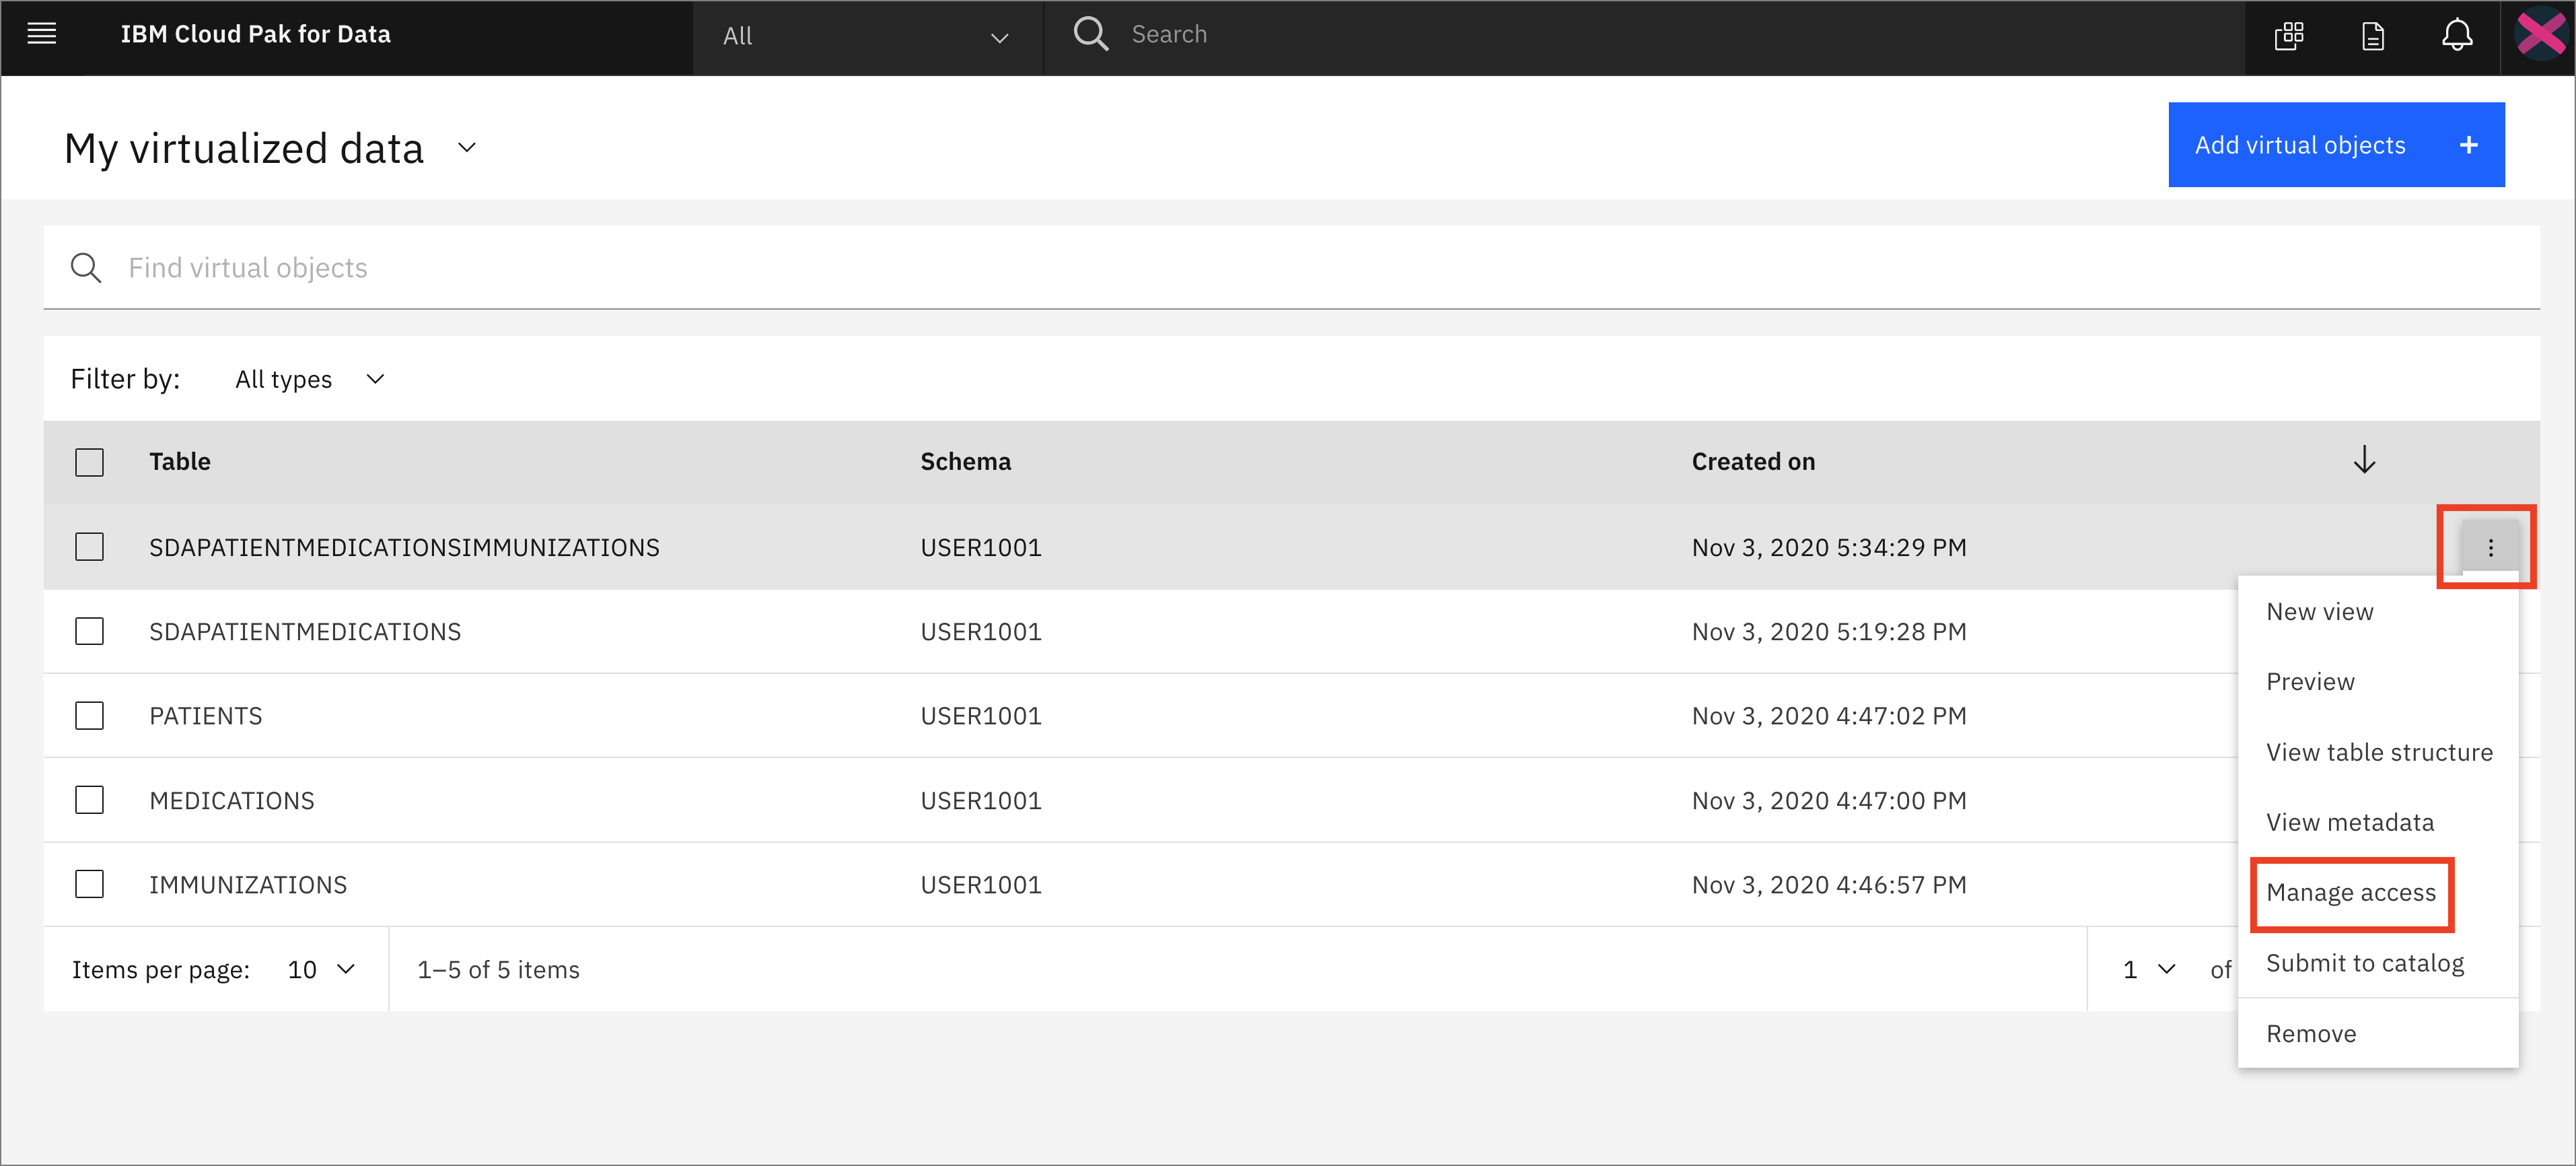 IBM Cloud Pak for Data
All
Search
My virtualized data
Add virtual objects +
Find virtual objects
Filter by: All types
Table Schema Created on
SDAPATIENTMEDICATIONSIMMUNIZATIONS USER1001 Nov 3, 2020 5:34:29 PM
SDAPATIENTMEDICATIONS USER1001 Nov 3, 2020 5:19:28 PM
PATIENTS USER1001 Nov 3, 2020 4:47:02 PM
MEDICATIONS USER1001 Nov 3, 2020 4:47:00 PM
IMMUNIZATIONS USER1001 Nov 3, 2020 4:46:57 PM
Items per page: 10 1–5 of 5 items 1 of
New view
Preview
View table structure
View metadata
Manage access
Submit to catalog
Remove